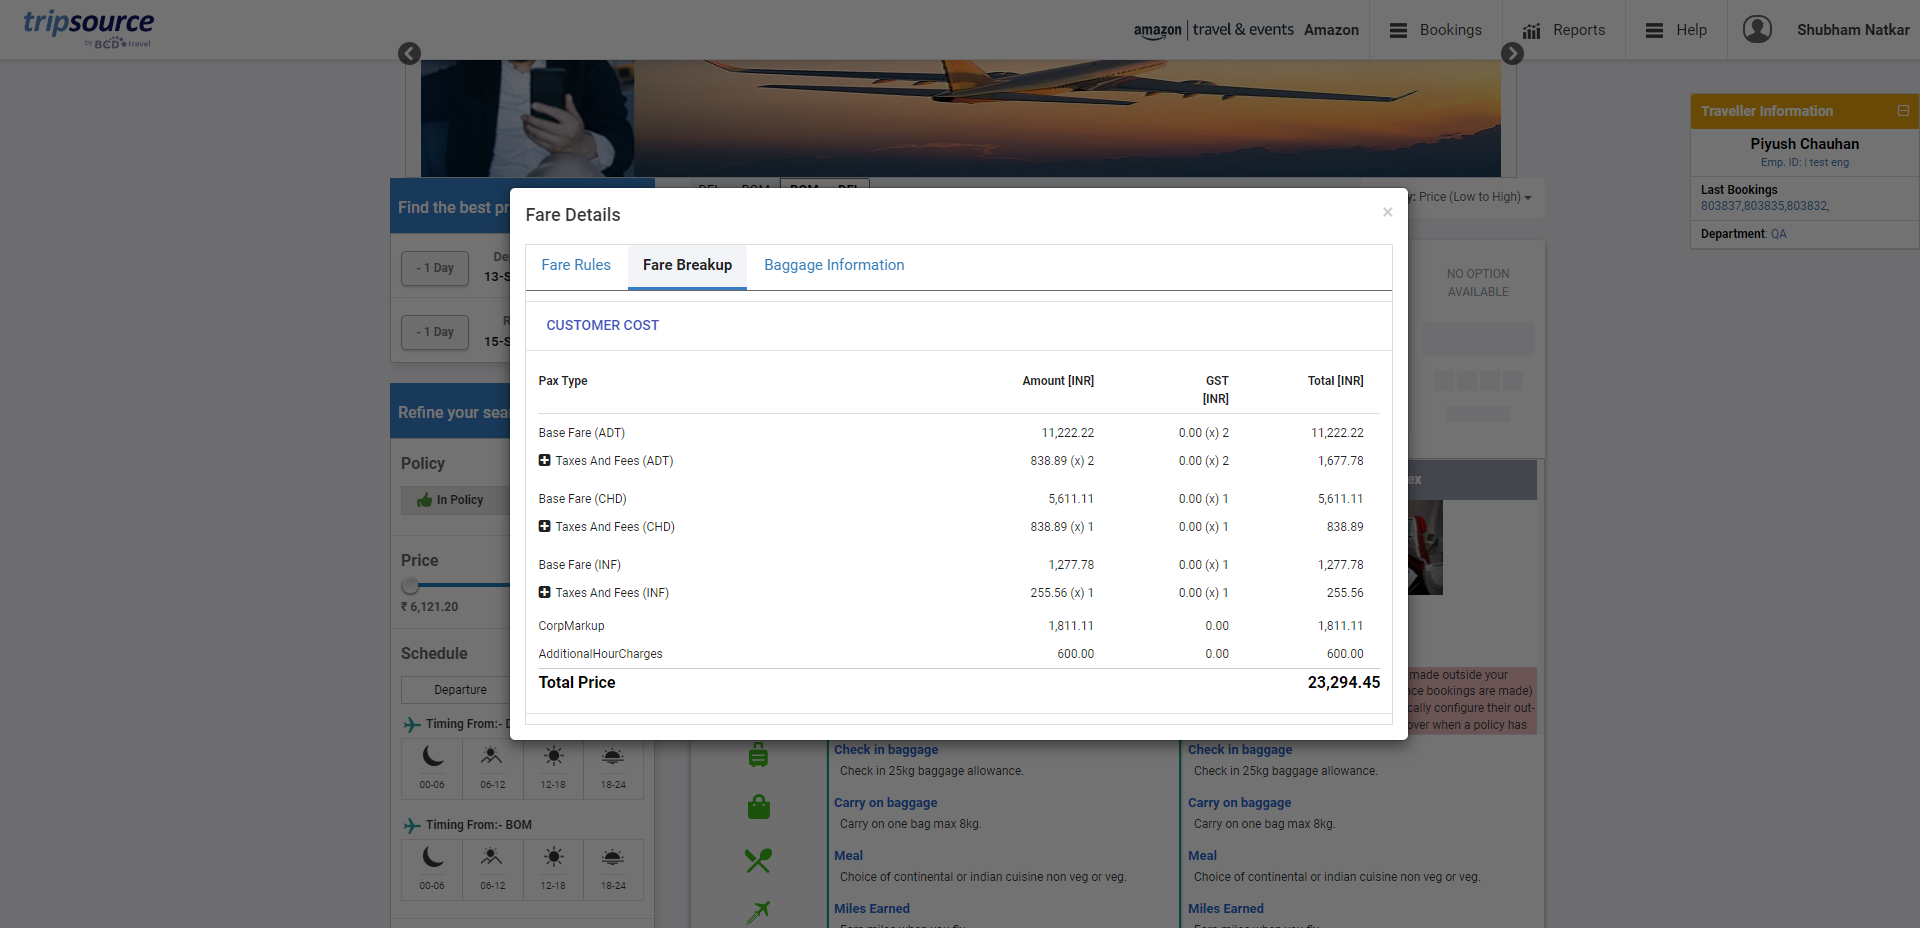 tripsource
by BCD travel
amazon | travel & events Amazon
Bookings
Reports
Help
Shubham Natkar
Traveller Information
Piyush Chauhan
Emp. ID: | test eng
Last Bookings
803837,803835,803832,
Department: QA
Find the best
Price (Low to High)
- 1 Day
- 1 Day
NO OPTION
AVAILABLE
Refine your
Policy
In Policy
Price
₹ 6,121.20
Schedule
Departure
Timing From:-
00-06 06-12 12-18 18-24
Timing From:- BOM
00-06 06-12 12-18 18-24
Fare Details
×
Fare Rules Fare Breakup Baggage Information
CUSTOMER COST
Pax Type Amount [INR] GST [INR] Total [INR]
Base Fare (ADT) 11,222.22 0.00 (x) 2 11,222.22
Taxes And Fees (ADT) 838.89 (x) 2 0.00 (x) 2 1,677.78
Base Fare (CHD) 5,611.11 0.00 (x) 1 5,611.11
Taxes And Fees (CHD) 838.89 (x) 1 0.00 (x) 1 838.89
Base Fare (INF) 1,277.78 0.00 (x) 1 1,277.78
Taxes And Fees (INF) 255.56 (x) 1 0.00 (x) 1 255.56
CorpMarkup 1,811.11 0.00 1,811.11
AdditionalHourCharges 600.00 0.00 600.00
Total Price 23,294.45
made outside your
bookings are made)
configure their out-
when a policy has
Check in baggage
Check in 25kg baggage allowance.
Carry on baggage
Carry on one bag max 8kg.
Meal
Choice of continental or indian cuisine non veg or veg.
Miles Earned
Check in baggage
Check in 25kg baggage allowance.
Carry on baggage
Carry on one bag max 8kg.
Meal
Choice of continental or indian cuisine non veg or veg.
Miles Earned